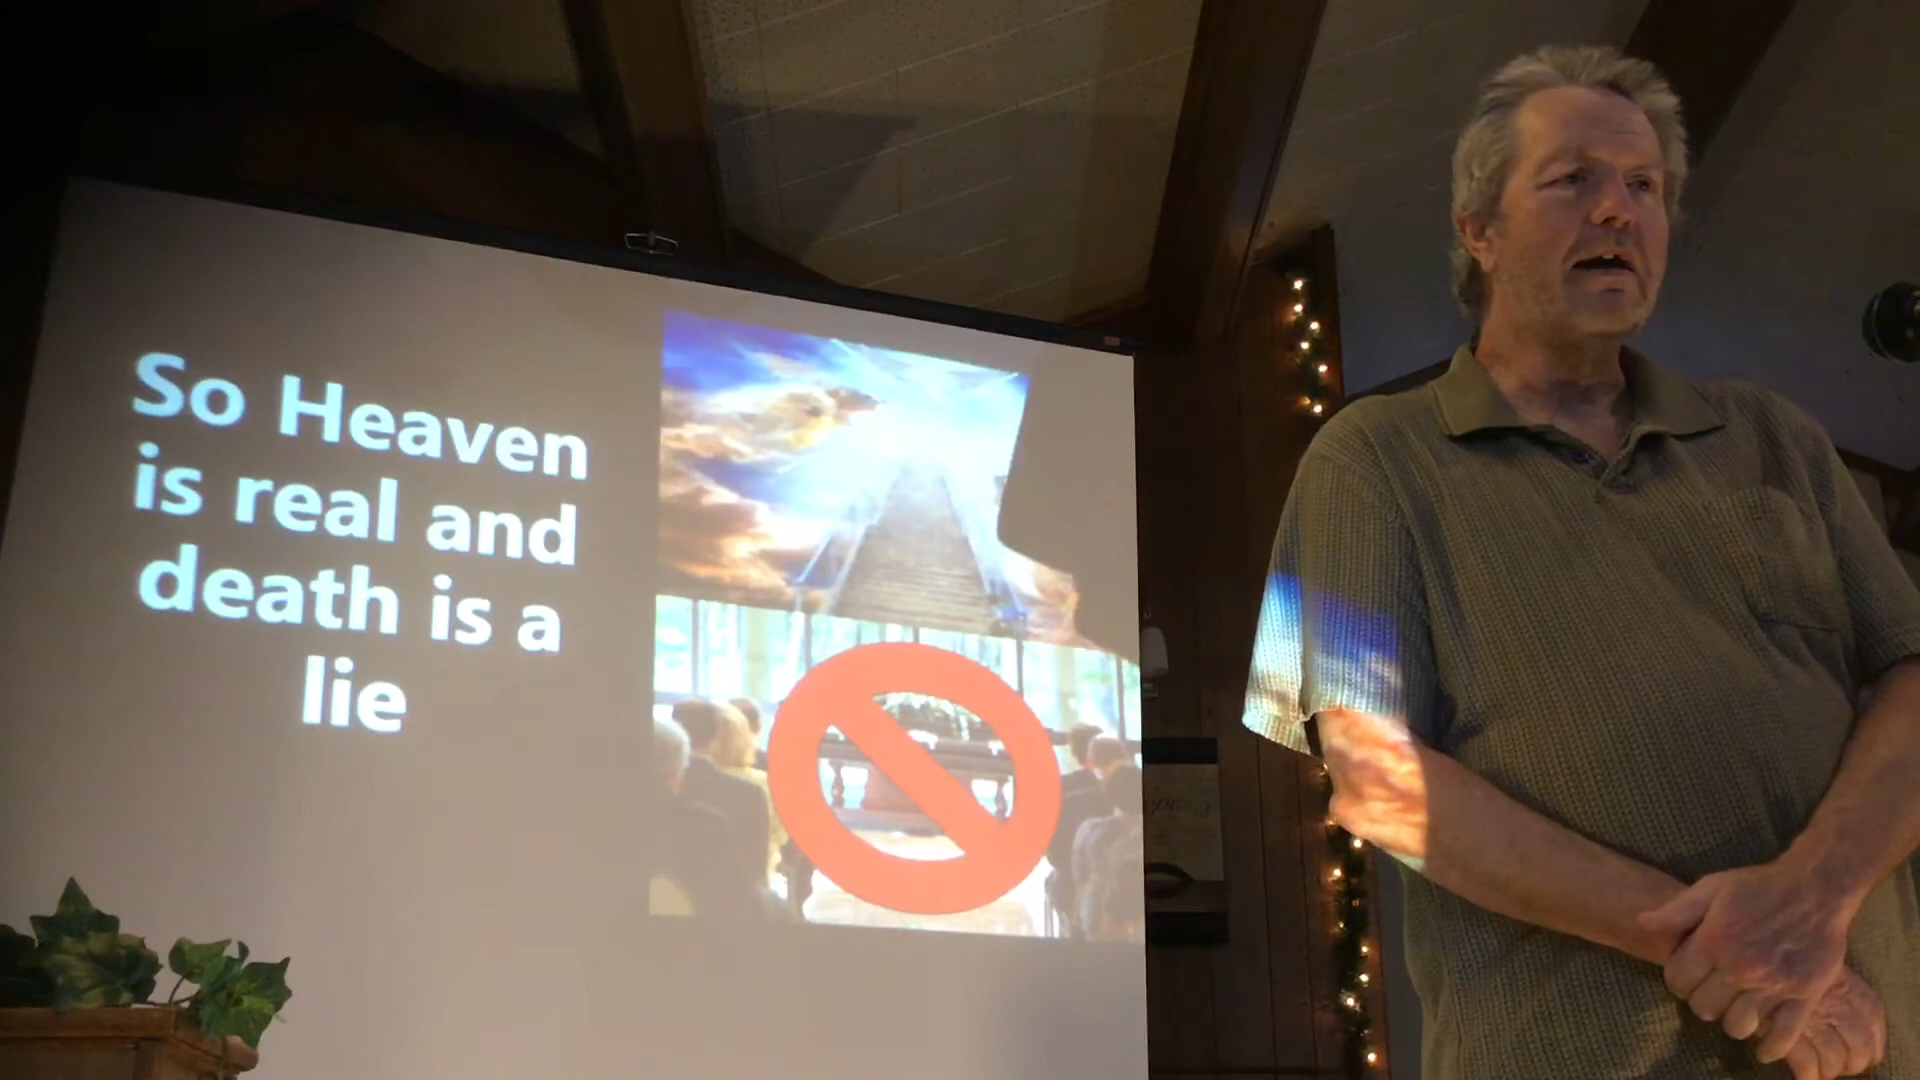 So Heaven
is real and
death is a
lie